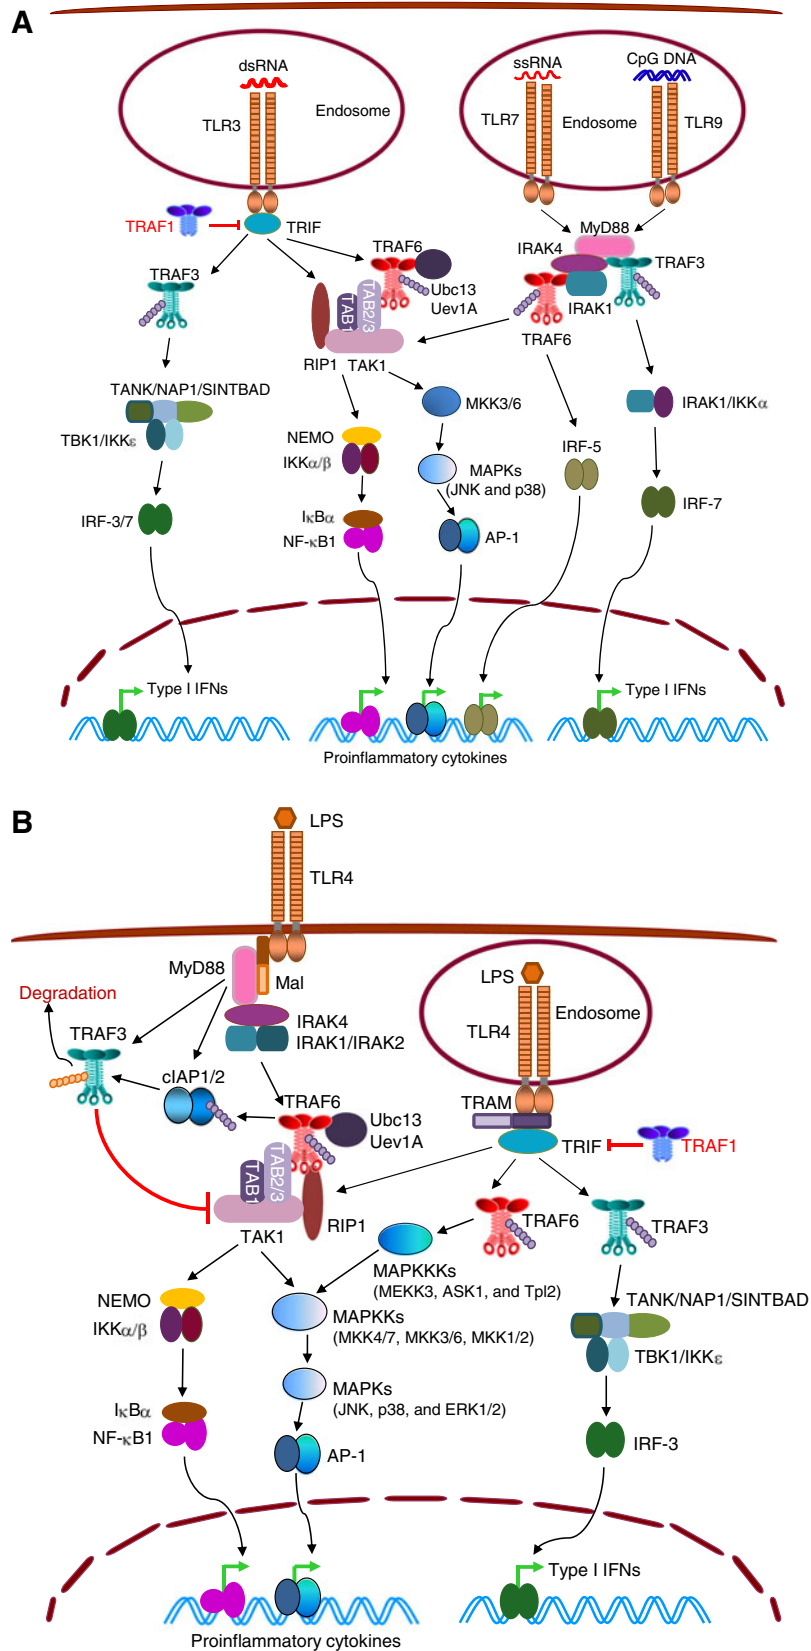 A
dsRNA
TLR3
Endosome
ssRNA
CpG DNA
TLR7
Endosome
TLR9
TRAF1
TRIF
MyD88
IRAK4
TRAF3
IRAK1
TRAF6
TRAF6
Ubc13
Uev1A
TRAF3
TAB1
TAB2/3
RIP1
TAK1
TANK/NAP1/SINTBAD
TBK1/IKKε
MKK3/6
IRAK1/IKKα
NEMO
IKKα/β
MAPKs
(JNK and p38)
IRF-5
IRF-3/7
IκBα
NF-κB1
AP-1
IRF-7
Type I IFNs
Type I IFNs
Proinflammatory cytokines
B
LPS
TLR4
MyD88
Mal
Degradation
IRAK4
IRAK1/IRAK2
TRAF3
cIAP1/2
TRAF6
Ubc13
Uev1A
LPS
Endosome
TLR4
TRAM
TRIF
TRAF1
TAB1
TAB2/3
RIP1
TAK1
TRAF6
TRAF3
MAPKKKs
(MEKK3, ASK1, and Tpl2)
NEMO
IKKα/β
MAPKKs
(MKK4/7, MKK3/6, MKK1/2)
TANK/NAP1/SINTBAD
TBK1/IKKε
MAPKs
(JNK, p38, and ERK1/2)
IκBα
NF-κB1
AP-1
IRF-3
Type I IFNs
Proinflammatory cytokines